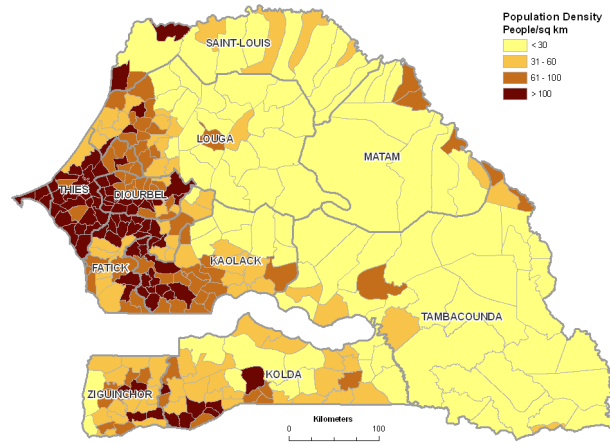 Population Density
People/sq km
< 30
31 - 60
61 - 100
> 100
SAINT-LOUIS
LOUGA
MATAM
THIES
DIOURBEL
FATICK
KAOLACK
TAMBACOUNDA
ZIGUINCHOR
KOLDA
Kilometers
0 100